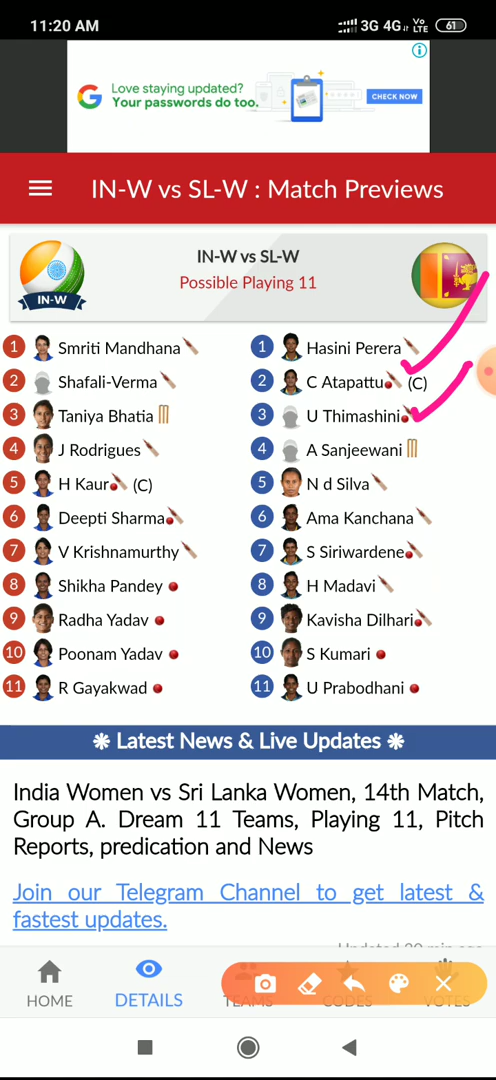 11:20 AM
3G 4G Vo LTE 61
Love staying updated?
Your passwords do too.
CHECK NOW
IN-W vs SL-W : Match Previews
IN-W vs SL-W
Possible Playing 11
IN-W
1 Smriti Mandhana
2 Shafali-Verma
3 Taniya Bhatia
4 J Rodrigues
5 H Kaur (C)
6 Deepti Sharma
7 V Krishnamurthy
8 Shikha Pandey
9 Radha Yadav
10 Poonam Yadav
11 R Gayakwad
1 Hasini Perera
2 C Atapattu (C)
3 U Thimashini
4 A Sanjeewani
5 N d Silva
6 Ama Kanchana
7 S Siriwardene
8 H Madavi
9 Kavisha Dilhari
10 S Kumari
11 U Prabodhani
Latest News & Live Updates
India Women vs Sri Lanka Women, 14th Match,
Group A. Dream 11 Teams, Playing 11, Pitch
Reports, predication and News
Join our Telegram Channel to get latest &
fastest updates.
HOME
DETAILS
TEAMS
CODES
VOTES